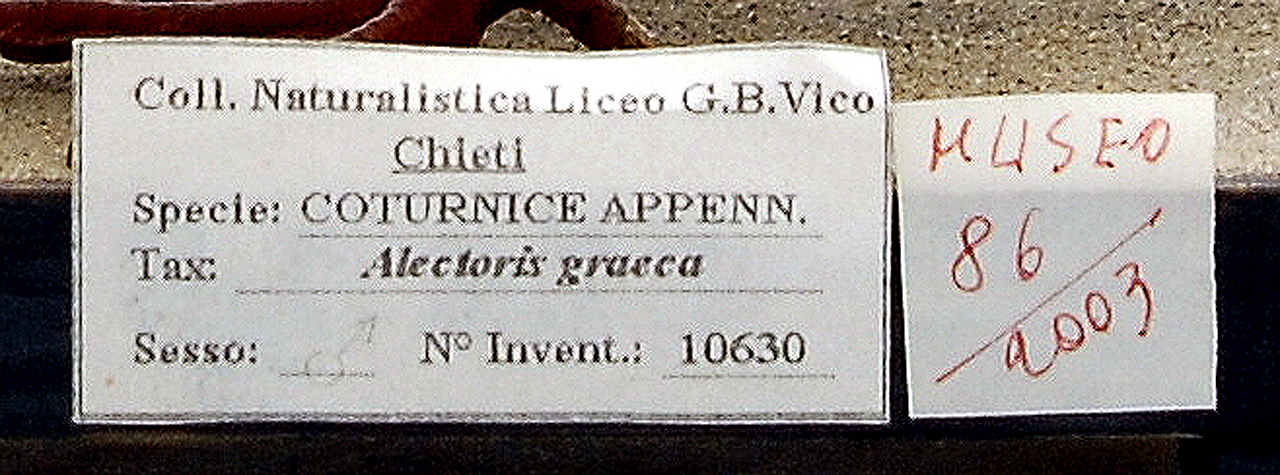 Coll. Naturalistica Liceo G.B.Vico
Chieti
Specie: COTURNICE APPENN.
Tax: Alectoris graeca
Sesso: ♂ N° Invent.: 10630
MUSEO
86
2003